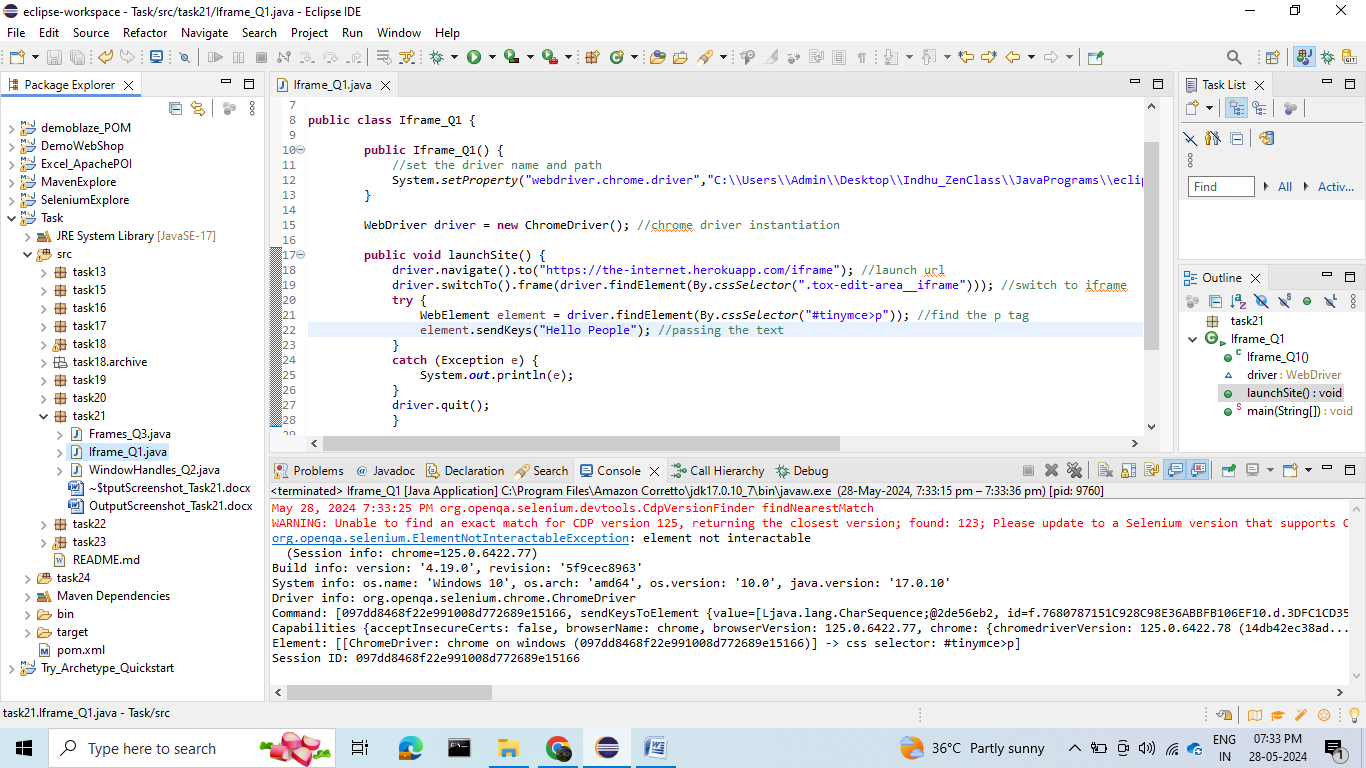 eclipse-workspace - Task/src/task21/Iframe_Q1.java - Eclipse IDE
File Edit Source Refactor Navigate Search Project Run Window Help
Package Explorer
demoblaze_POM
DemoWebShop
Excel_ApachePOI
MavenExplore
SeleniumExplore
Task
JRE System Library [JavaSE-17]
src
task13
task15
task16
task17
task18
task18.archive
task19
task20
task21
Frames_Q3.java
Iframe_Q1.java
WindowHandles_Q2.java
~$tputScreenshot_Task21.docx
OutputScreenshot_Task21.docx
task22
task23
README.md
task24
Maven Dependencies
bin
target
pom.xml
Try_Archetype_Quickstart
Iframe_Q1.java
7
8 public class Iframe_Q1 {
9
10 public Iframe_Q1() {
11 //set the driver name and path
12 System.setProperty("webdriver.chrome.driver","C:\\Users\\Admin\\Desktop\\Indhu_ZenClass\\JavaPrograms\\eclip
13 }
14
15 WebDriver driver = new ChromeDriver(); //chrome driver instantiation
16
17 public void launchSite() {
18 driver.navigate().to("https://the-internet.herokuapp.com/iframe"); //launch url
19 driver.switchTo().frame(driver.findElement(By.cssSelector(".tox-edit-area__iframe"))); //switch to iframe
20 try {
21 WebElement element = driver.findElement(By.cssSelector("#tinymce>p")); //find the p tag
22 element.sendKeys("Hello People"); //passing the text
23 }
24 catch (Exception e) {
25 System.out.println(e);
26 }
27 driver.quit();
28 }
29
Task List
Find All Activ...
Outline
task21
Iframe_Q1
Iframe_Q1()
driver : WebDriver
launchSite() : void
main(String[]) : void
Problems Javadoc Declaration Search Console Call Hierarchy Debug
<terminated> Iframe_Q1 [Java Application] C:\Program Files\Amazon Corretto\jdk17.0.10_7\bin\javaw.exe (28-May-2024, 7:33:15 pm – 7:33:36 pm) [pid: 9760]
May 28, 2024 7:33:25 PM org.openqa.selenium.devtools.CdpVersionFinder findNearestMatch
WARNING: Unable to find an exact match for CDP version 125, returning the closest version; found: 123; Please update to a Selenium version that supports C
org.openqa.selenium.ElementNotInteractableException: element not interactable
(Session info: chrome=125.0.6422.77)
Build info: version: '4.19.0', revision: '5f9cec8963'
System info: os.name: 'Windows 10', os.arch: 'amd64', os.version: '10.0', java.version: '17.0.10'
Driver info: org.openqa.selenium.chrome.ChromeDriver
Command: [097dd8468f22e991008d772689e15166, sendKeysToElement {value=[Ljava.lang.CharSequence;@2de56eb2, id=f.7680787151C928C98E36ABBFB106EF10.d.3DFC1CD35
Capabilities {acceptInsecureCerts: false, browserName: chrome, browserVersion: 125.0.6422.77, chrome: {chromedriverVersion: 125.0.6422.78 (14db42ec38ad...
Element: [[ChromeDriver: chrome on windows (097dd8468f22e991008d772689e15166)] -> css selector: #tinymce>p]
Session ID: 097dd8468f22e991008d772689e15166
task21.Iframe_Q1.java - Task/src
Type here to search
36°C Partly sunny
ENG
IN
07:33 PM
28-05-2024
1